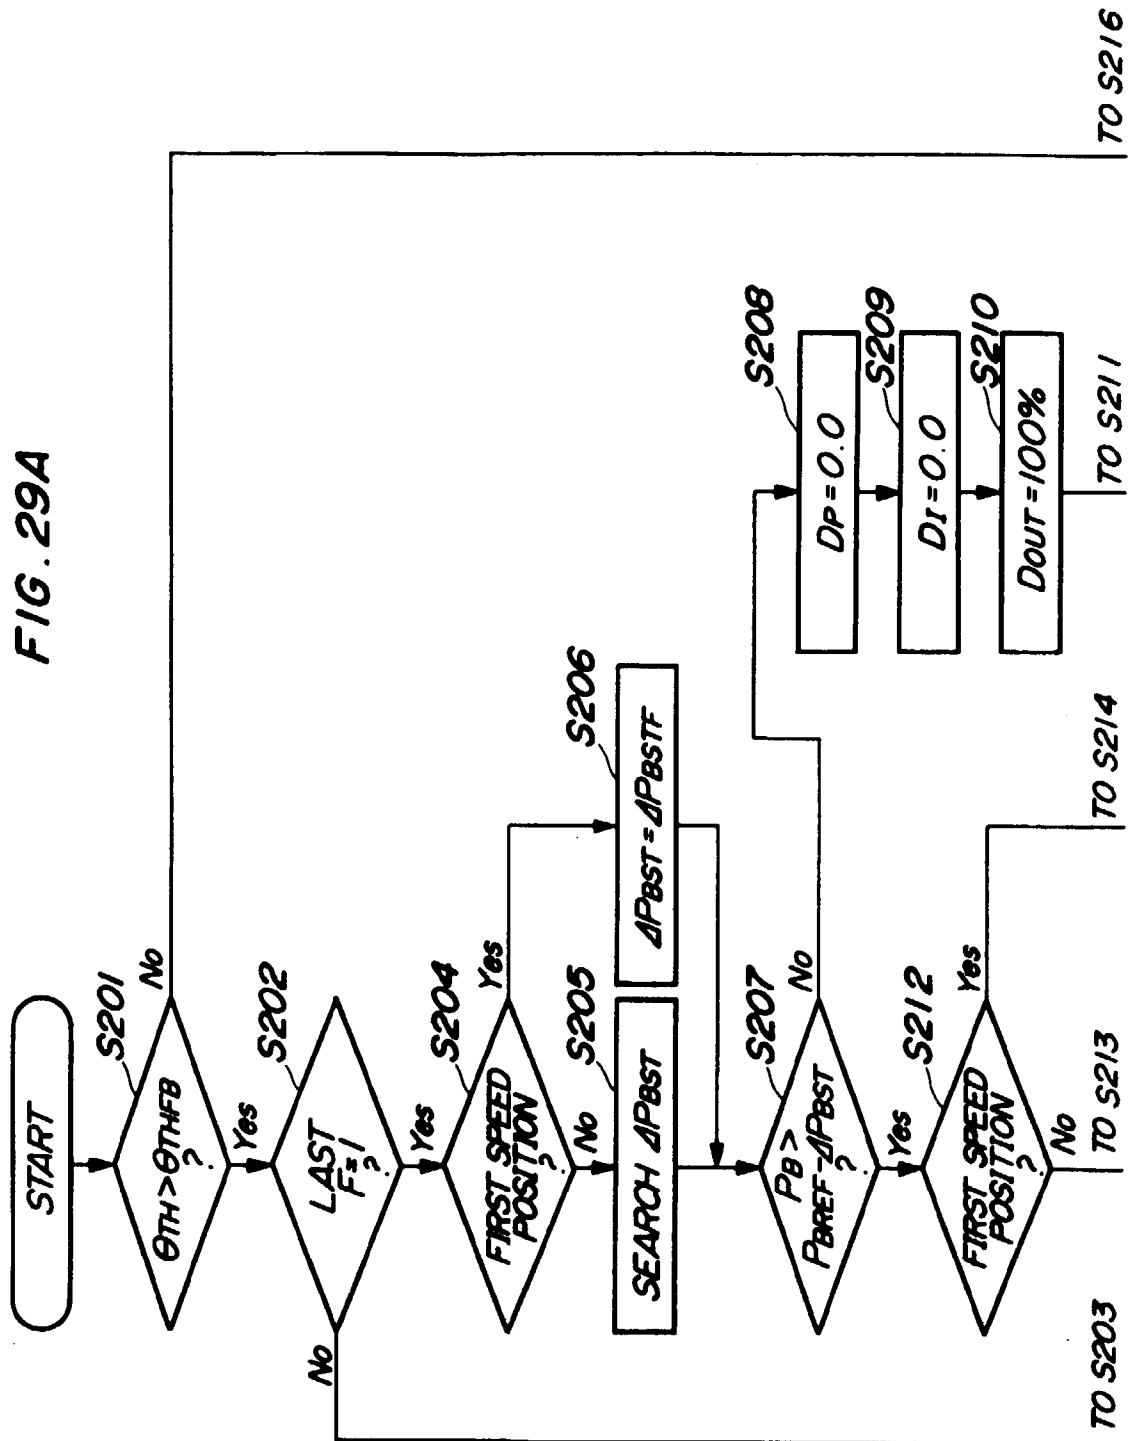 FIG. 29A
START
S201
θTH>θTHFB
?
No
Yes
S202
LAST
F=1
?
No
Yes
S204
FIRST SPEED
POSITION
?
Yes
No
S205
SEARCH ΔPBST
S206
ΔPBST=ΔPBSTF
S207
PB>
PBREF-ΔPBST
?
No
Yes
S208
DP=0.0
S209
DI=0.0
S210
DOUT=100%
S212
FIRST SPEED
POSITION
?
Yes
No
TO S203
TO S213
TO S214
TO S211
TO S216